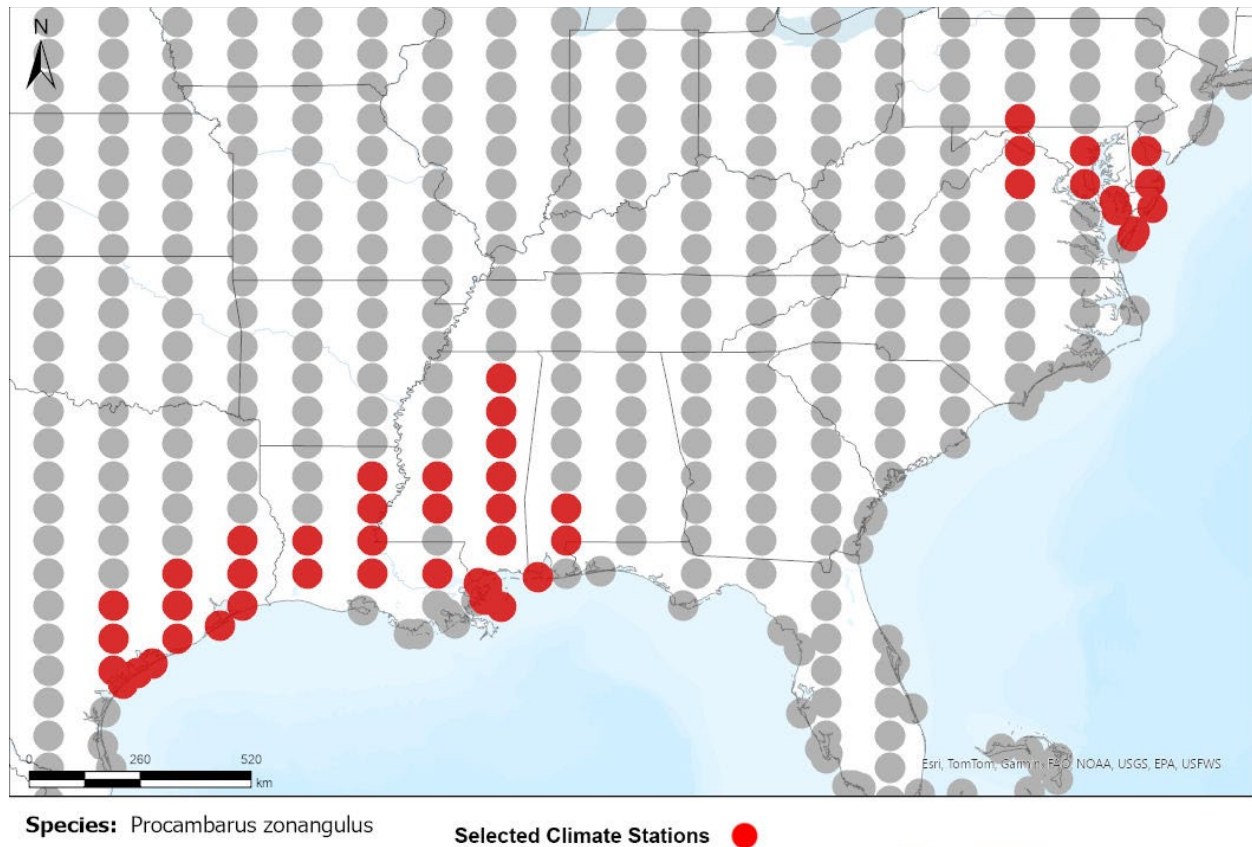 N
0 260 520
km
Esri, TomTom, Garmin, FAO, NOAA, USGS, EPA, USFWS
Species: Procambarus zonangulus
Selected Climate Stations